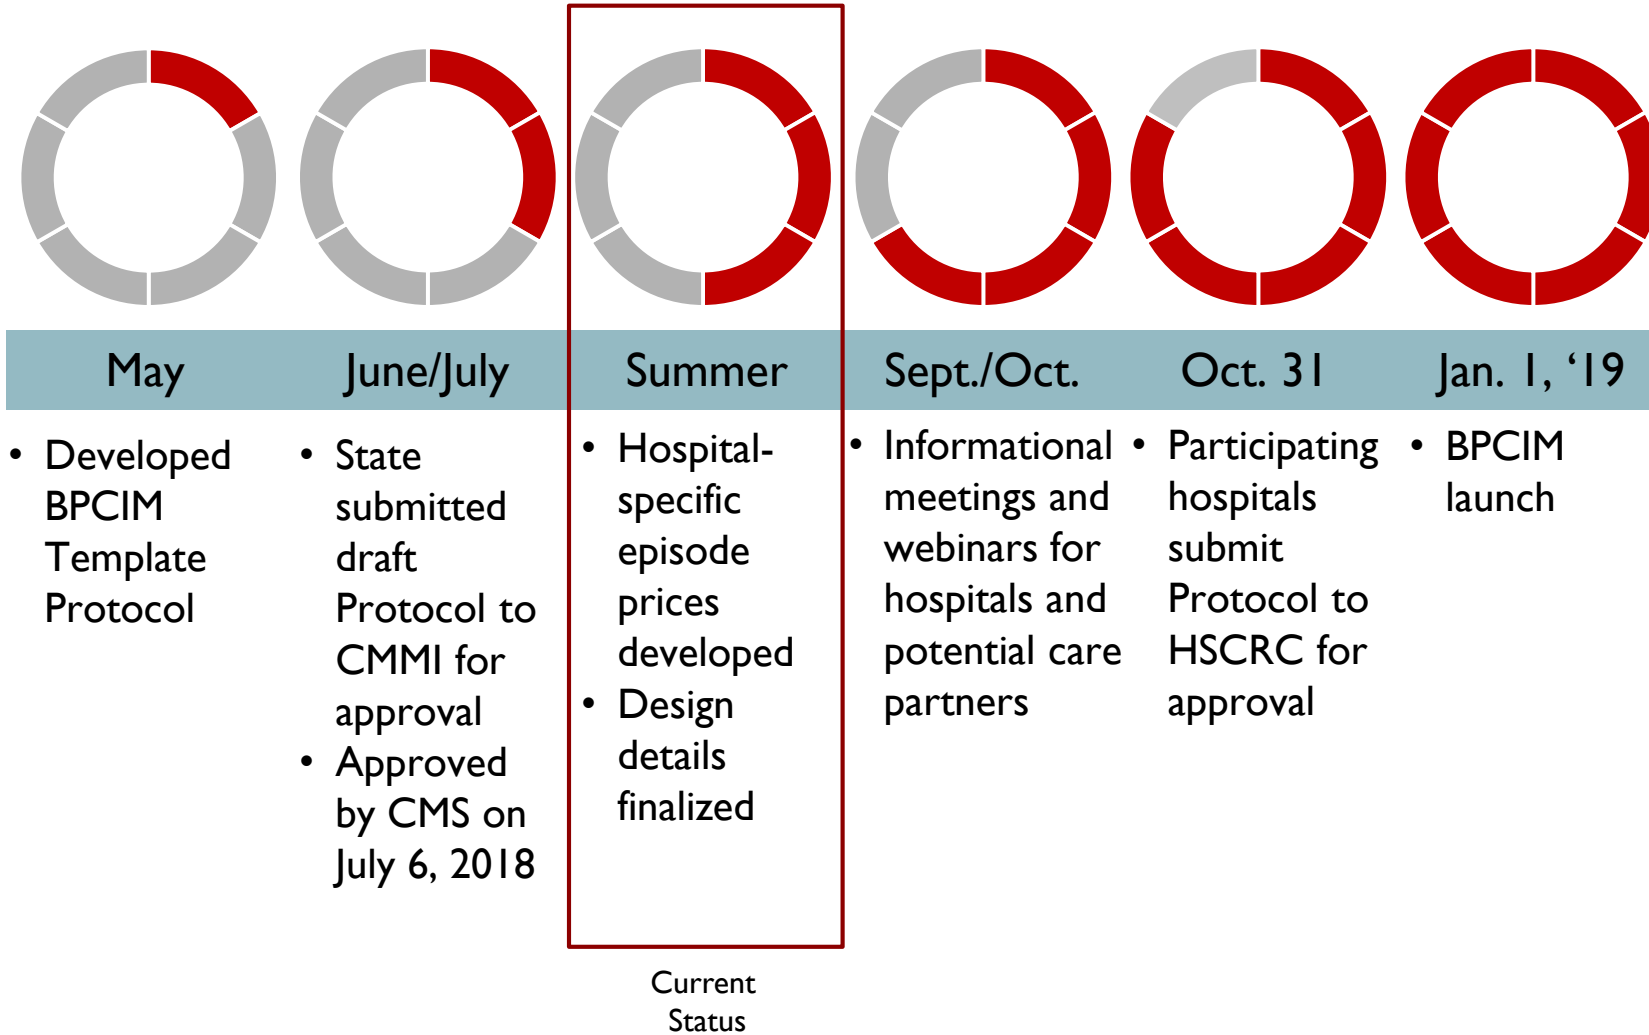 May
June/July
Summer
Sept./Oct.
Oct. 31
Jan. 1, ‘19
• Developed
BPCIM
Template
Protocol
• State
submitted
draft
Protocol to
CMMI for
approval
• Approved
by CMS on
July 6, 2018
• Hospital-
specific
episode
prices
developed
• Design
details
finalized
• Informational
meetings and
webinars for
hospitals and
potential care
partners
• Participating
hospitals
submit
Protocol to
HSCRC for
approval
• BPCIM
launch
Current
Status